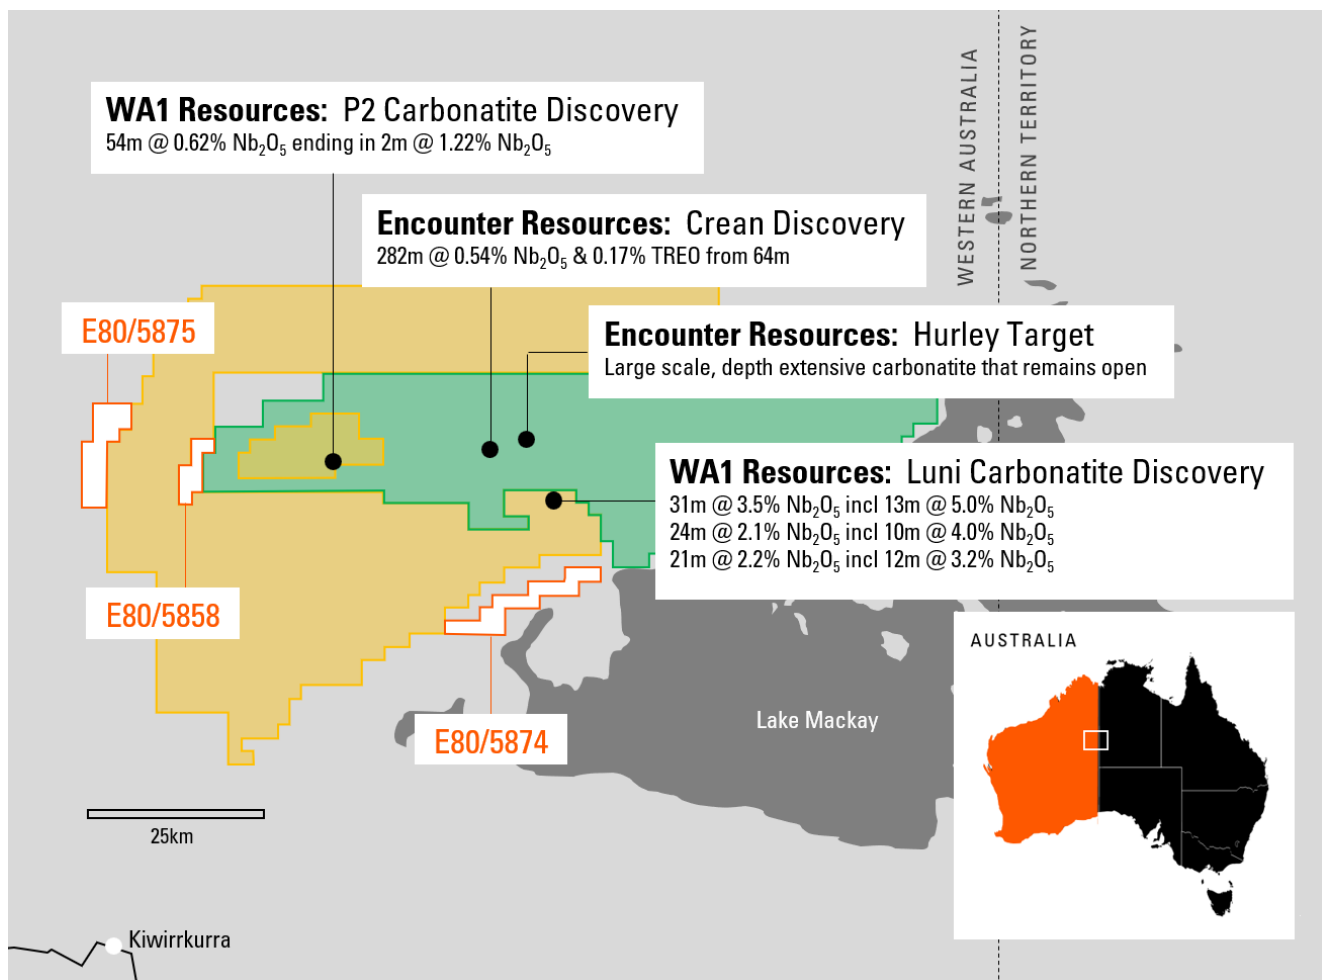 WA1 Resources: P2 Carbonatite Discovery
54m @ 0.62% Nb₂O₅ ending in 2m @ 1.22% Nb₂O₅
WESTERN AUSTRALIA
NORTHERN TERRITORY
Encounter Resources: Crean Discovery
282m @ 0.54% Nb₂O₅ & 0.17% TREO from 64m
E80/5875
Encounter Resources: Hurley Target
Large scale, depth extensive carbonatite that remains open
WA1 Resources: Luni Carbonatite Discovery
31m @ 3.5% Nb₂O₅ incl 13m @ 5.0% Nb₂O₅
24m @ 2.1% Nb₂O₅ incl 10m @ 4.0% Nb₂O₅
21m @ 2.2% Nb₂O₅ incl 12m @ 3.2% Nb₂O₅
E80/5858
E80/5874
Lake Mackay
AUSTRALIA
25km
Kiwirrkurra